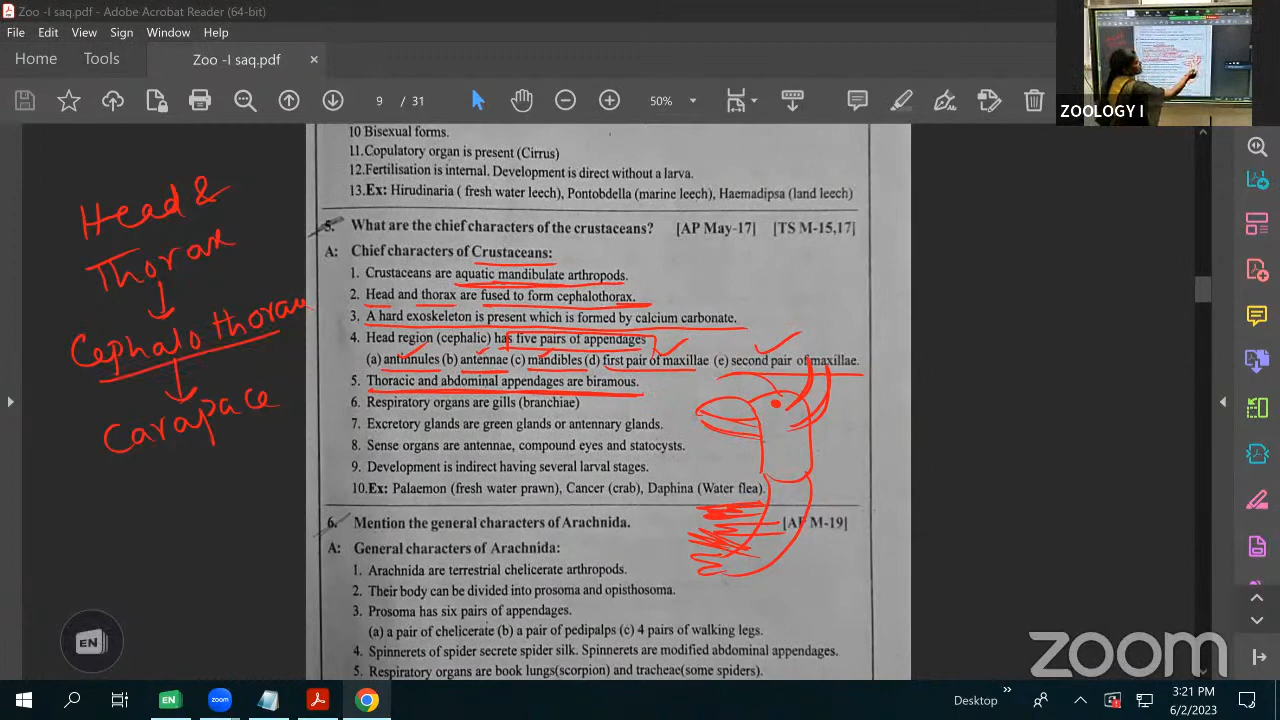 Zoo -I saq.pdf - Adobe Acrobat Reader (64-bit)
File Edit View Sign Window Help
Home Tools Zoo -I saq.pdf ×
9 / 31 50%
ZOOLOGY I
10 Bisexual forms.
11.Copulatory organ is present (Cirrus)
12.Fertilisation is internal. Development is direct without a larva.
13.Ex: Hirudinaria ( fresh water leech), Pontobdella (marine leech), Haemadipsa (land leech)
5. What are the chief characters of the crustaceans? [AP May-17] [TS M-15,17]
A: Chief characters of Crustaceans:
1. Crustaceans are aquatic mandibulate arthropods.
2. Head and thorax are fused to form cephalothorax.
3. A hard exoskeleton is present which is formed by calcium carbonate.
4. Head region (cephalic) has five pairs of appendages
(a) antinnules (b) antennae (c) mandibles (d) first pair of maxillae (e) second pair of maxillae.
5. Thoracic and abdominal appendages are biramous.
6. Respiratory organs are gills (branchiae)
7. Excretory glands are green glands or antennary glands.
8. Sense organs are antennae, compound eyes and statocysts.
9. Development is indirect having several larval stages.
10.Ex: Palaemon (fresh water prawn), Cancer (crab), Daphina (Water flea).
6. Mention the general characters of Arachnida. [AP M-19]
A: General characters of Arachnida:
1. Arachnida are terrestrial chelicerate arthropods.
2. Their body can be divided into prosoma and opisthosoma.
3. Prosoma has six pairs of appendages.
(a) a pair of chelicerate (b) a pair of pedipalps (c) 4 pairs of walking legs.
4. Spinnerets of spider secrete spider silk. Spinnerets are modified abdominal appendages.
5. Respiratory organs are book lungs(scorpion) and tracheae(some spiders).
Head &
Thorax
Cephalo thorax
Carapace
EN
zoom
EN
zoom
Desktop
3:21 PM
6/2/2023